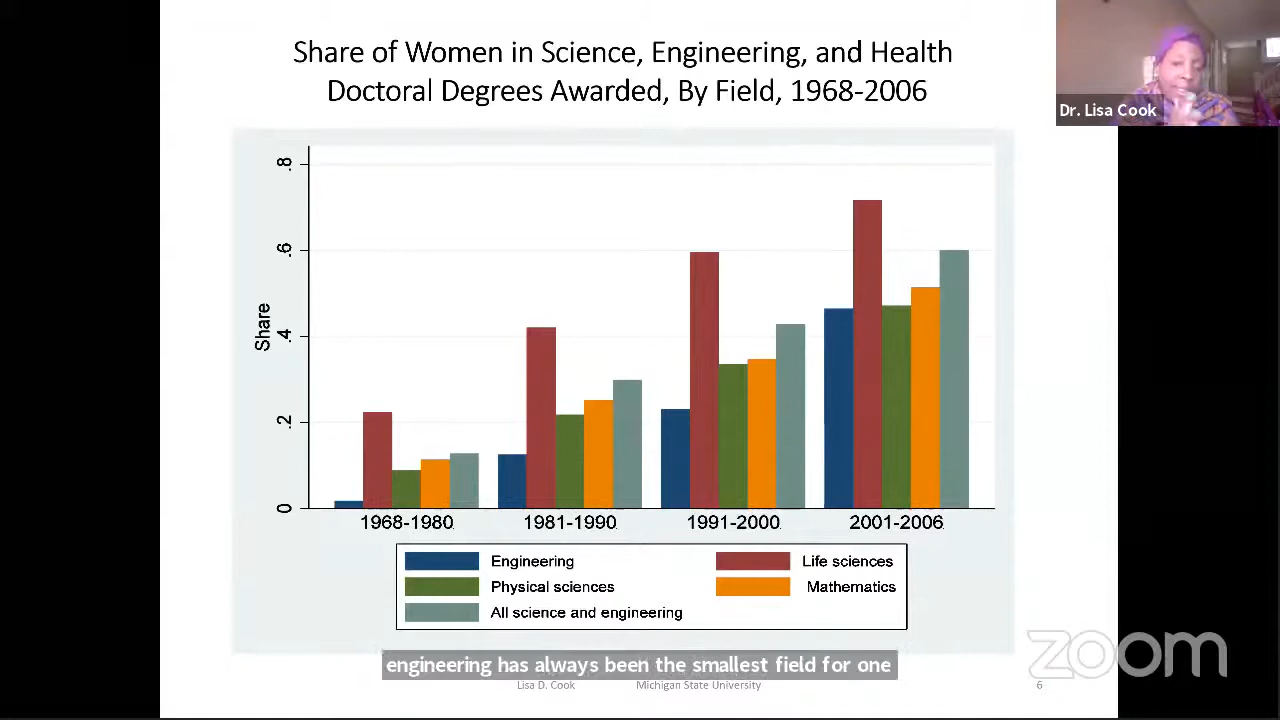 Share of Women in Science, Engineering, and Health
Doctoral Degrees Awarded, By Field, 1968-2006
Dr. Lisa Cook
.8
.6
.4
.2
0
Share
1968-1980
1981-1990
1991-2000
2001-2006
Engineering
Life sciences
Physical sciences
Mathematics
All science and engineering
engineering has always been the smallest field for one
Lisa D. Cook Michigan State University 6
zoom